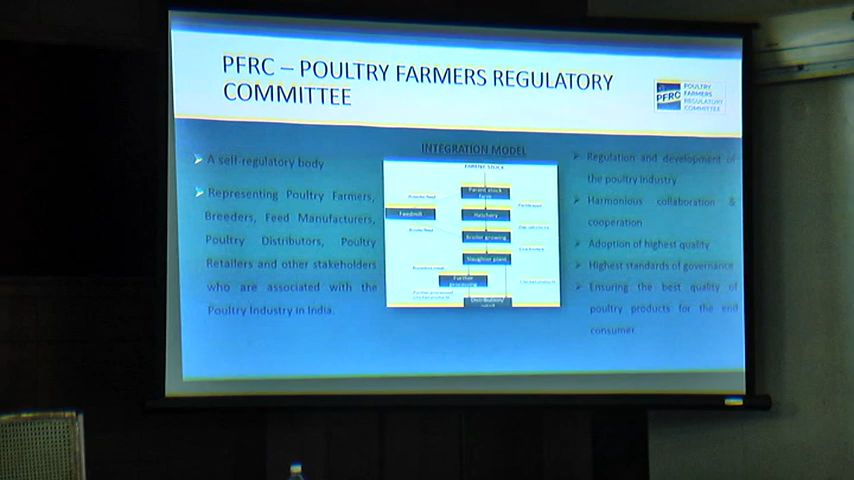 PFRC – POULTRY FARMERS REGULATORY
COMMITTEE
PFRC
POULTRY
FARMERS
REGULATORY
COMMITTEE
A self-regulatory body
Representing Poultry Farmers,
Breeders, Feed Manufacturers,
Poultry Distributors, Poultry
Retailers and other stakeholders
who are associated with the
Poultry Industry in India.
INTEGRATION MODEL
PARENT STOCK
Parent stock
farm
Feedmill
Hatchery
Broiler growing
Slaughter plant
Further
processing
Distribution/
Regulation and development of
the poultry industry
Harmonious collaboration &
cooperation
Adoption of highest quality
Highest standards of governance
Ensuring the best quality of
poultry products for the end
consumer